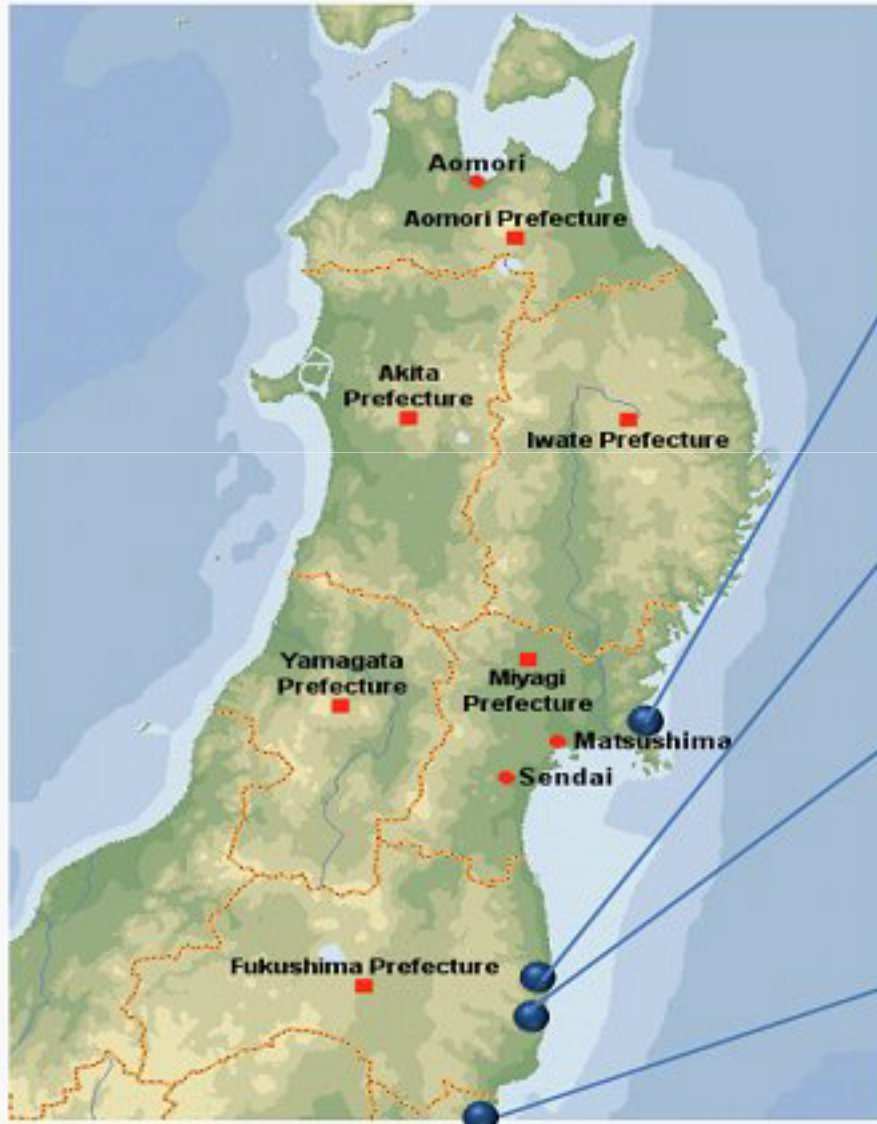 Aomori
Aomori Prefecture
Akita
Prefecture
Iwate Prefecture
Yamagata
Prefecture
Miyagi
Prefecture
Matsushima
Sendai
Fukushima Prefecture